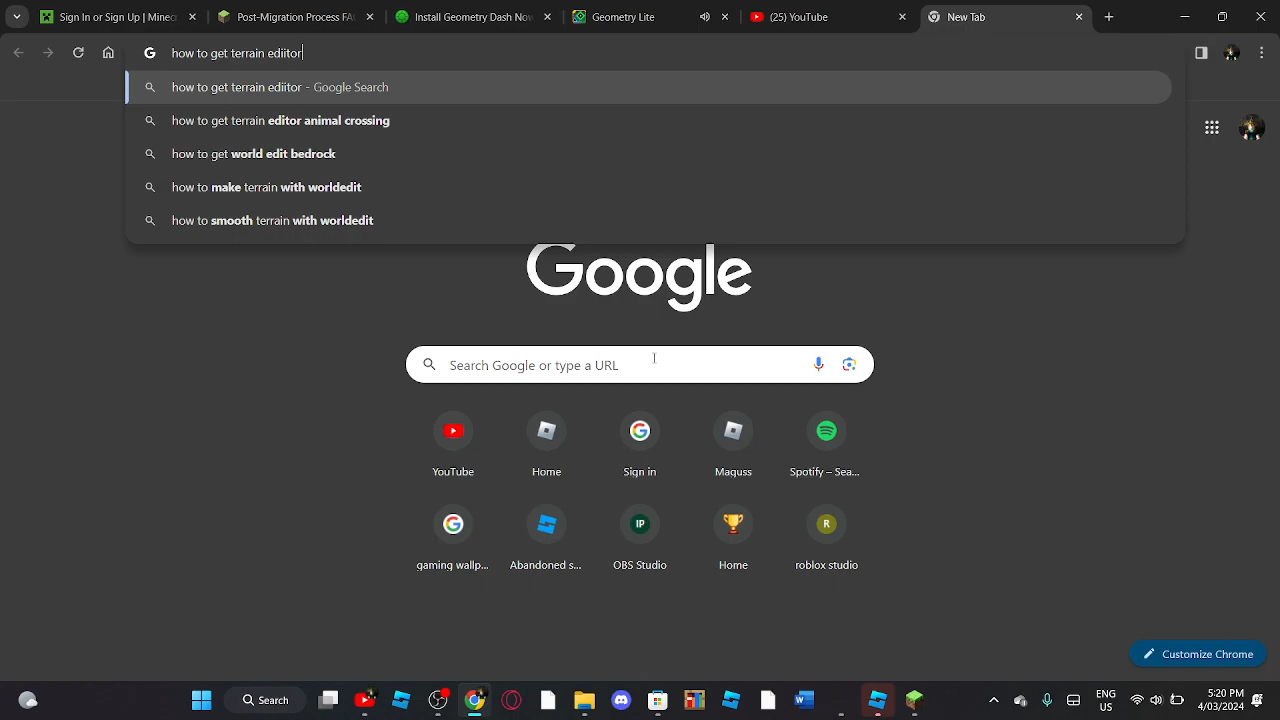 Sign In or Sign Up | Minec
Post-Migration Process FA
Install Geometry Dash Now
Geometry Lite
(25) YouTube
New Tab
how to get terrain ediitor
how to get terrain ediitor - Google Search
how to get terrain editor animal crossing
how to get world edit bedrock
how to make terrain with worldedit
how to smooth terrain with worldedit
Google
Search Google or type a URL
YouTube
Home
Sign in
Maguss
Spotify – Sea...
IP
R
gaming wallp...
Abandoned s...
OBS Studio
Home
roblox studio
Customize Chrome
Search
ENG
US
5:20 PM
4/03/2024